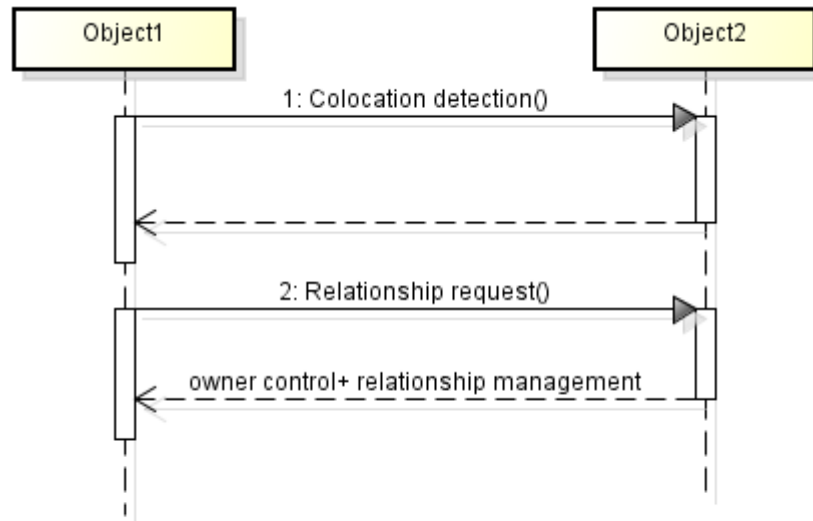 Object1
Object2
1: Colocation detection()
2: Relationship request()
owner control+ relationship management